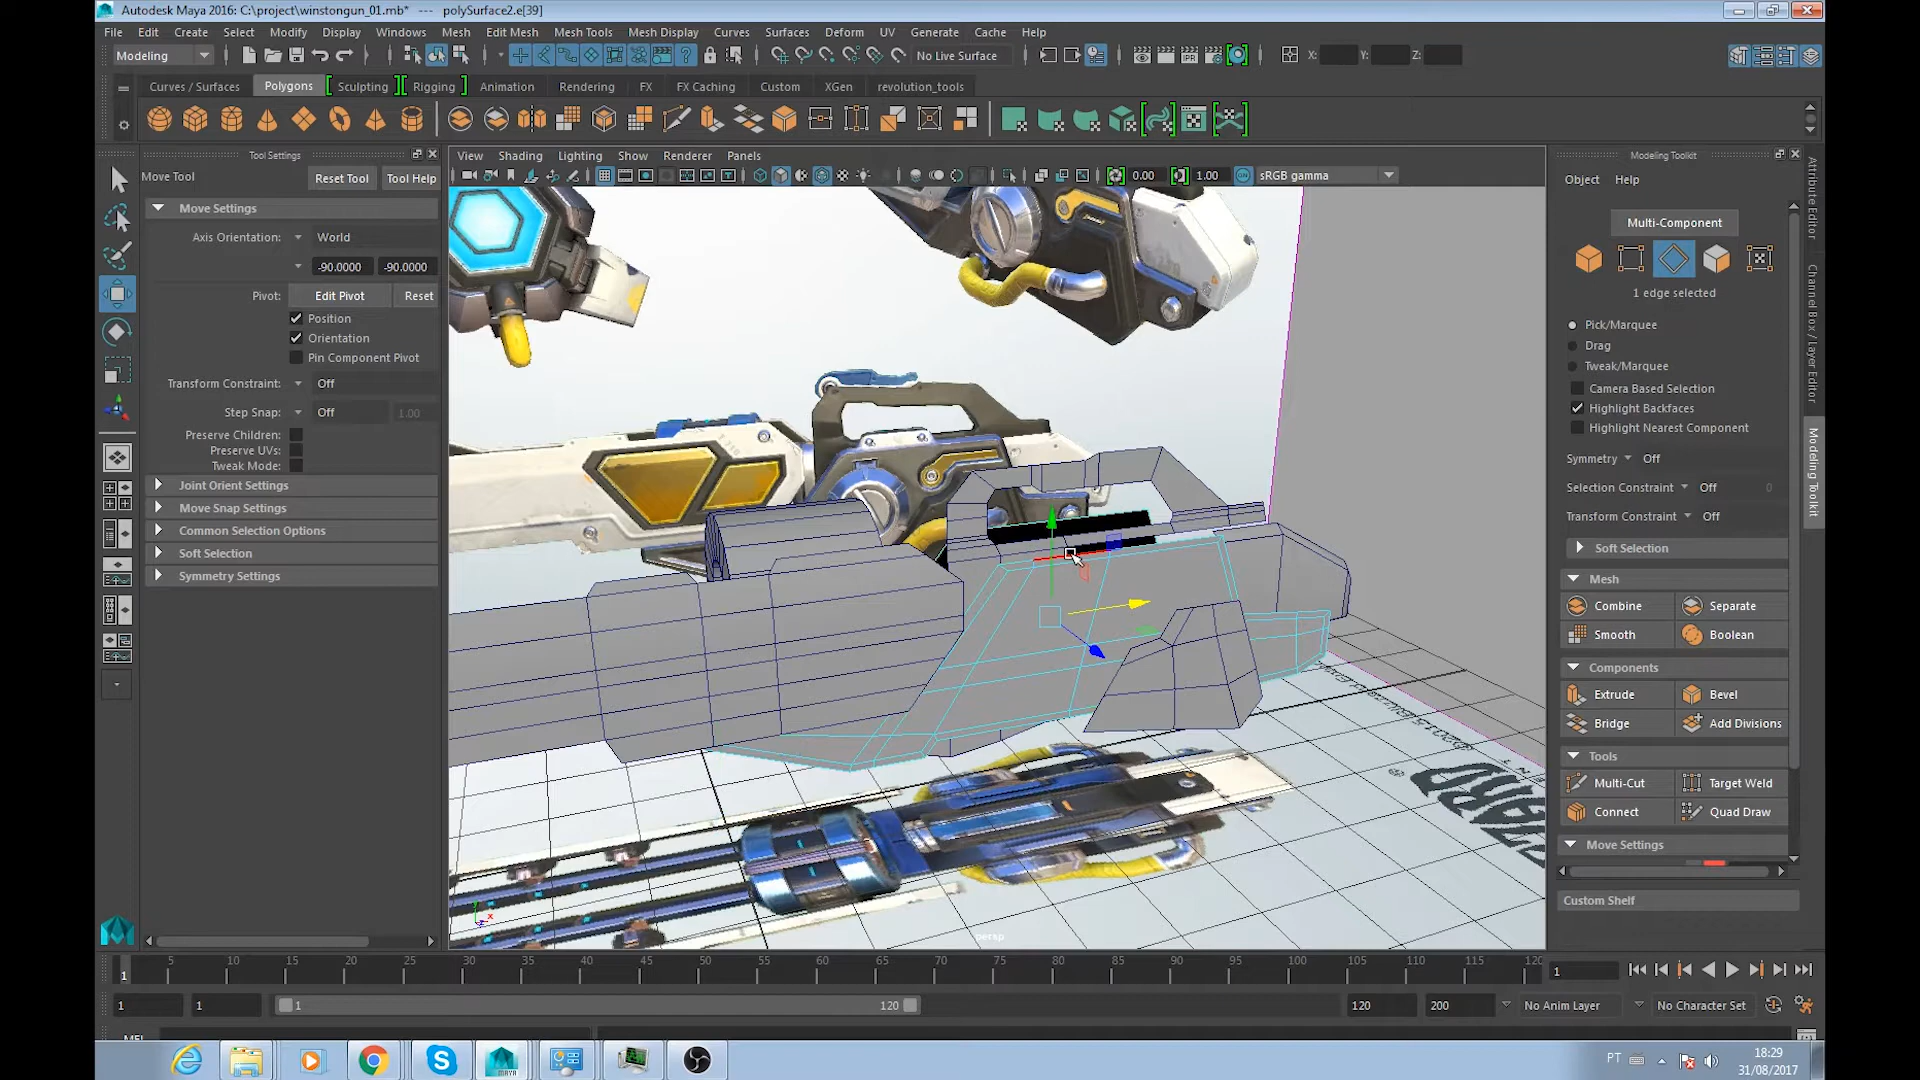 Autodesk Maya 2016: C:\project\winstongun_01.mb* --- polySurface2.e[39]
File Edit Create Select Modify Display Windows Mesh Edit Mesh Mesh Tools Mesh Display Curves Surfaces Deform UV Generate Cache Help
Modeling No Live Surface X: Y: Z:
Curves / Surfaces Polygons Sculpting Rigging Animation Rendering FX FX Caching Custom XGen revolution_tools
Tool Settings
Move Tool Reset Tool Tool Help
Move Settings
Axis Orientation: World
-90.0000 -90.0000
Pivot: Edit Pivot Reset
Position
Orientation
Pin Component Pivot
Transform Constraint: Off
Step Snap: Off 1.00
Preserve Children:
Preserve UVs:
Tweak Mode:
Joint Orient Settings
Move Snap Settings
Common Selection Options
Soft Selection
Symmetry Settings
View Shading Lighting Show Renderer Panels
0.00 1.00 sRGB gamma
persp
Modeling Toolkit
Object Help
Multi-Component
1 edge selected
Pick/Marquee
Drag
Tweak/Marquee
Camera Based Selection
Highlight Backfaces
Highlight Nearest Component
Symmetry Off
Selection Constraint Off 0
Transform Constraint Off
Soft Selection
Mesh
Combine Separate
Smooth Boolean
Components
Extrude Bevel
Bridge Add Divisions
Tools
Multi-Cut Target Weld
Connect Quad Draw
Move Settings
Custom Shelf
Attribute Editor
Channel Box / Layer Editor
Modeling Toolkit
1 5 10 15 20 25 30 35 40 45 50 55 60 65 70 75 80 85 90 95 100 105 110 115 120 1
1 1 1 120 120 200 No Anim Layer No Character Set
MEL
PT 18:29
31/08/2017